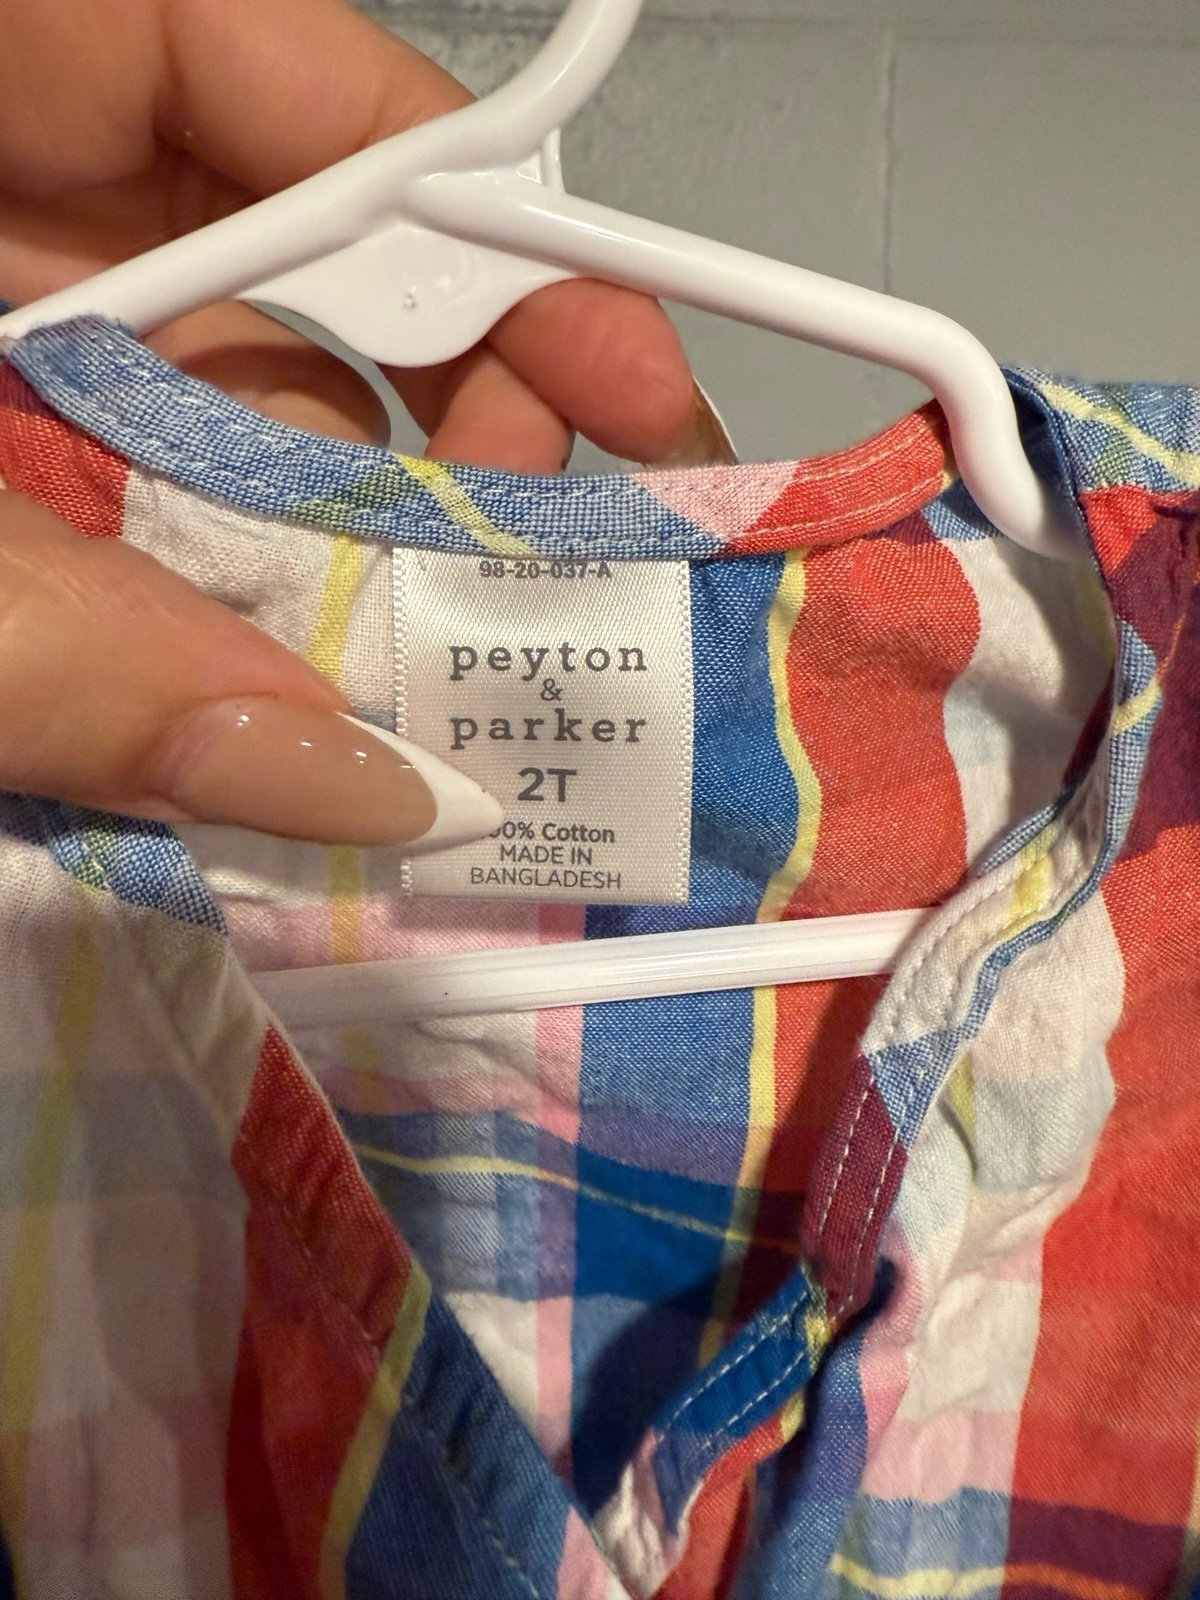 98-20-037-A
peyton
&
parker
2T
00% Cotton
MADE IN
BANGLADESH